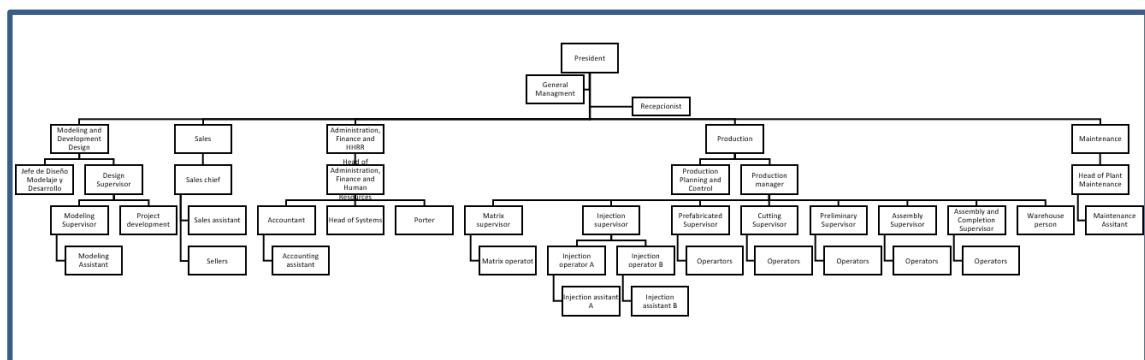 President
General
Managment
Recepcionist
Modeling and
Development
Design
Sales
Administration,
Finance and
HHRR
Production
Maintenance
Jefe de Diseño
Modelaje y
Desarrollo
Design
Supervisor
Sales chief
Head of
Administration,
Finance and
Human
Resources
Production
Planning and
Control
Production
manager
Head of Plant
Maintenance
Modeling
Supervisor
Project
development
Sales assistant
Accountant
Head of Systems
Porter
Matrix
supervisor
Injection
supervisor
Prefabricated
Supervisor
Cutting
Supervisor
Preliminary
Supervisor
Assembly
Supervisor
Assembly and
Completion
Supervisor
Warehouse
person
Maintenance
Assitant
Modeling
Assistant
Sellers
Accounting
assistant
Matrix operatot
Injection
operator A
Injection
operator B
Operartors
Operators
Operators
Operators
Operators
Injection assitant
A
Injection
assistant B